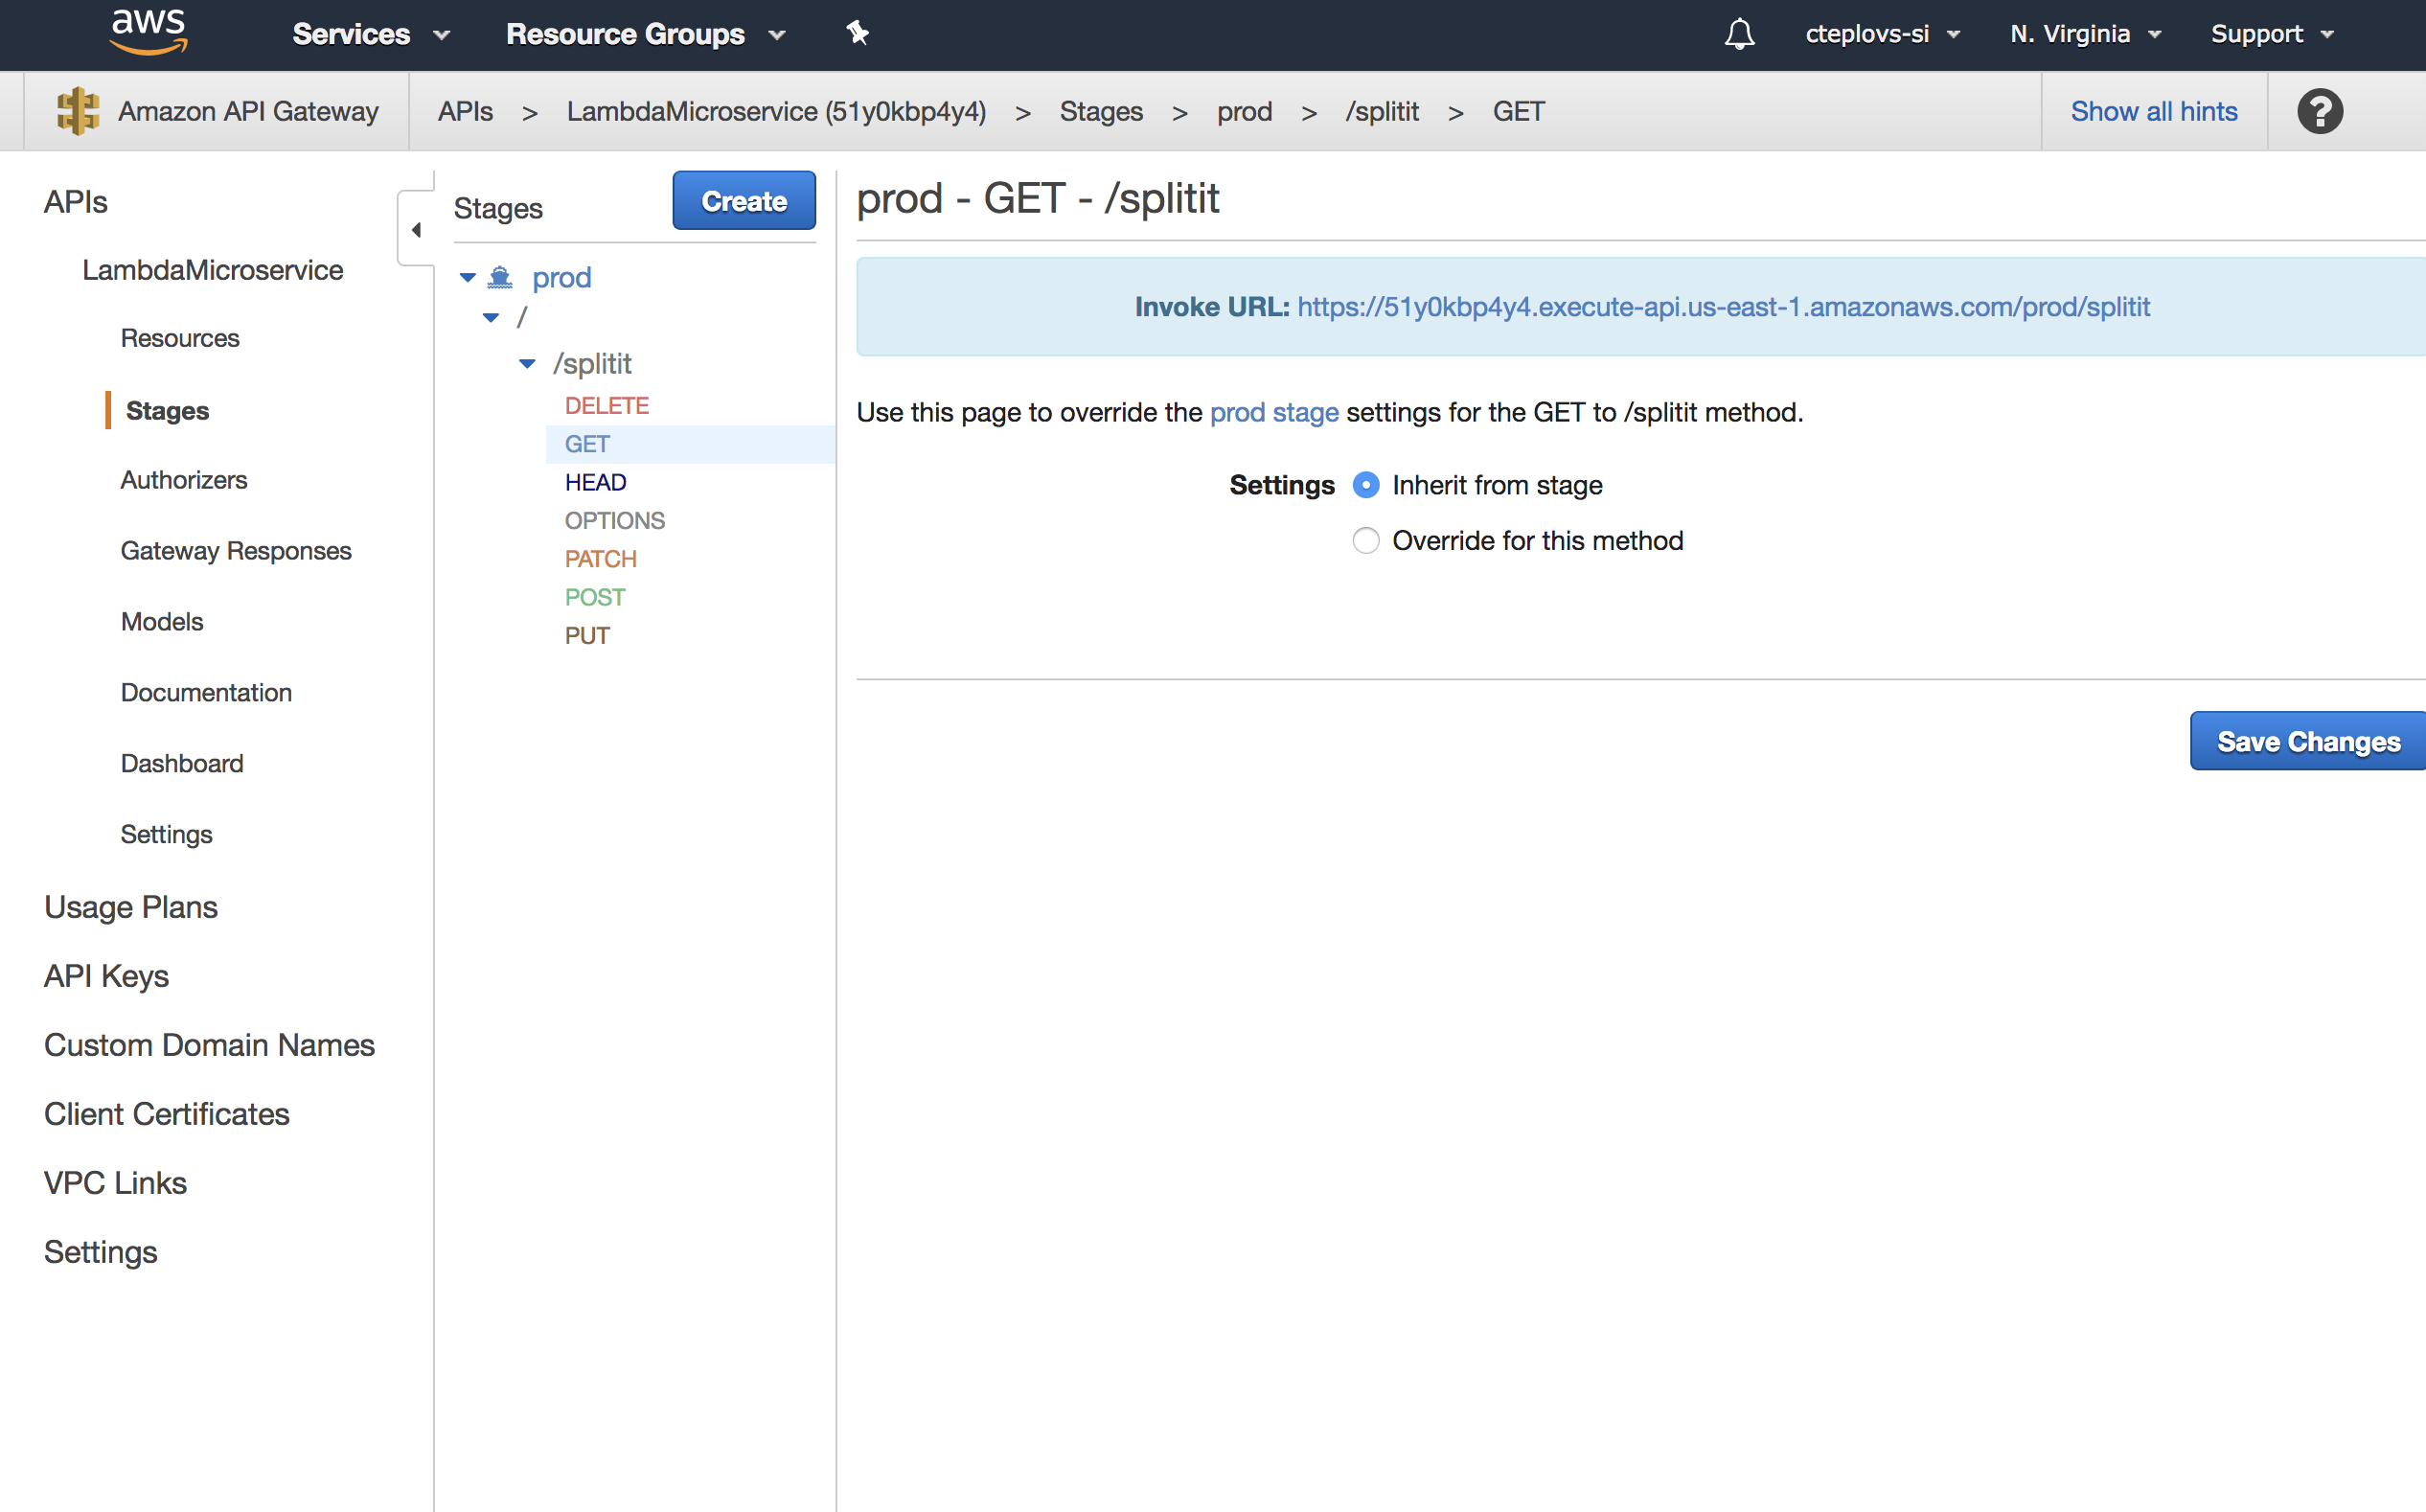 aws Services Resource Groups cteplovs-si N. Virginia Support
Amazon API Gateway APIs > LambdaMicroservice (51y0kbp4y4) > Stages > prod > /splitit > GET Show all hints ?
APIs
LambdaMicroservice
Resources
Stages
Authorizers
Gateway Responses
Models
Documentation
Dashboard
Settings
Usage Plans
API Keys
Custom Domain Names
Client Certificates
VPC Links
Settings
Stages Create
prod
/
/splitit
DELETE
GET
HEAD
OPTIONS
PATCH
POST
PUT
prod - GET - /splitit
Invoke URL: https://51y0kbp4y4.execute-api.us-east-1.amazonaws.com/prod/splitit
Use this page to override the prod stage settings for the GET to /splitit method.
Settings Inherit from stage
Override for this method
Save Changes